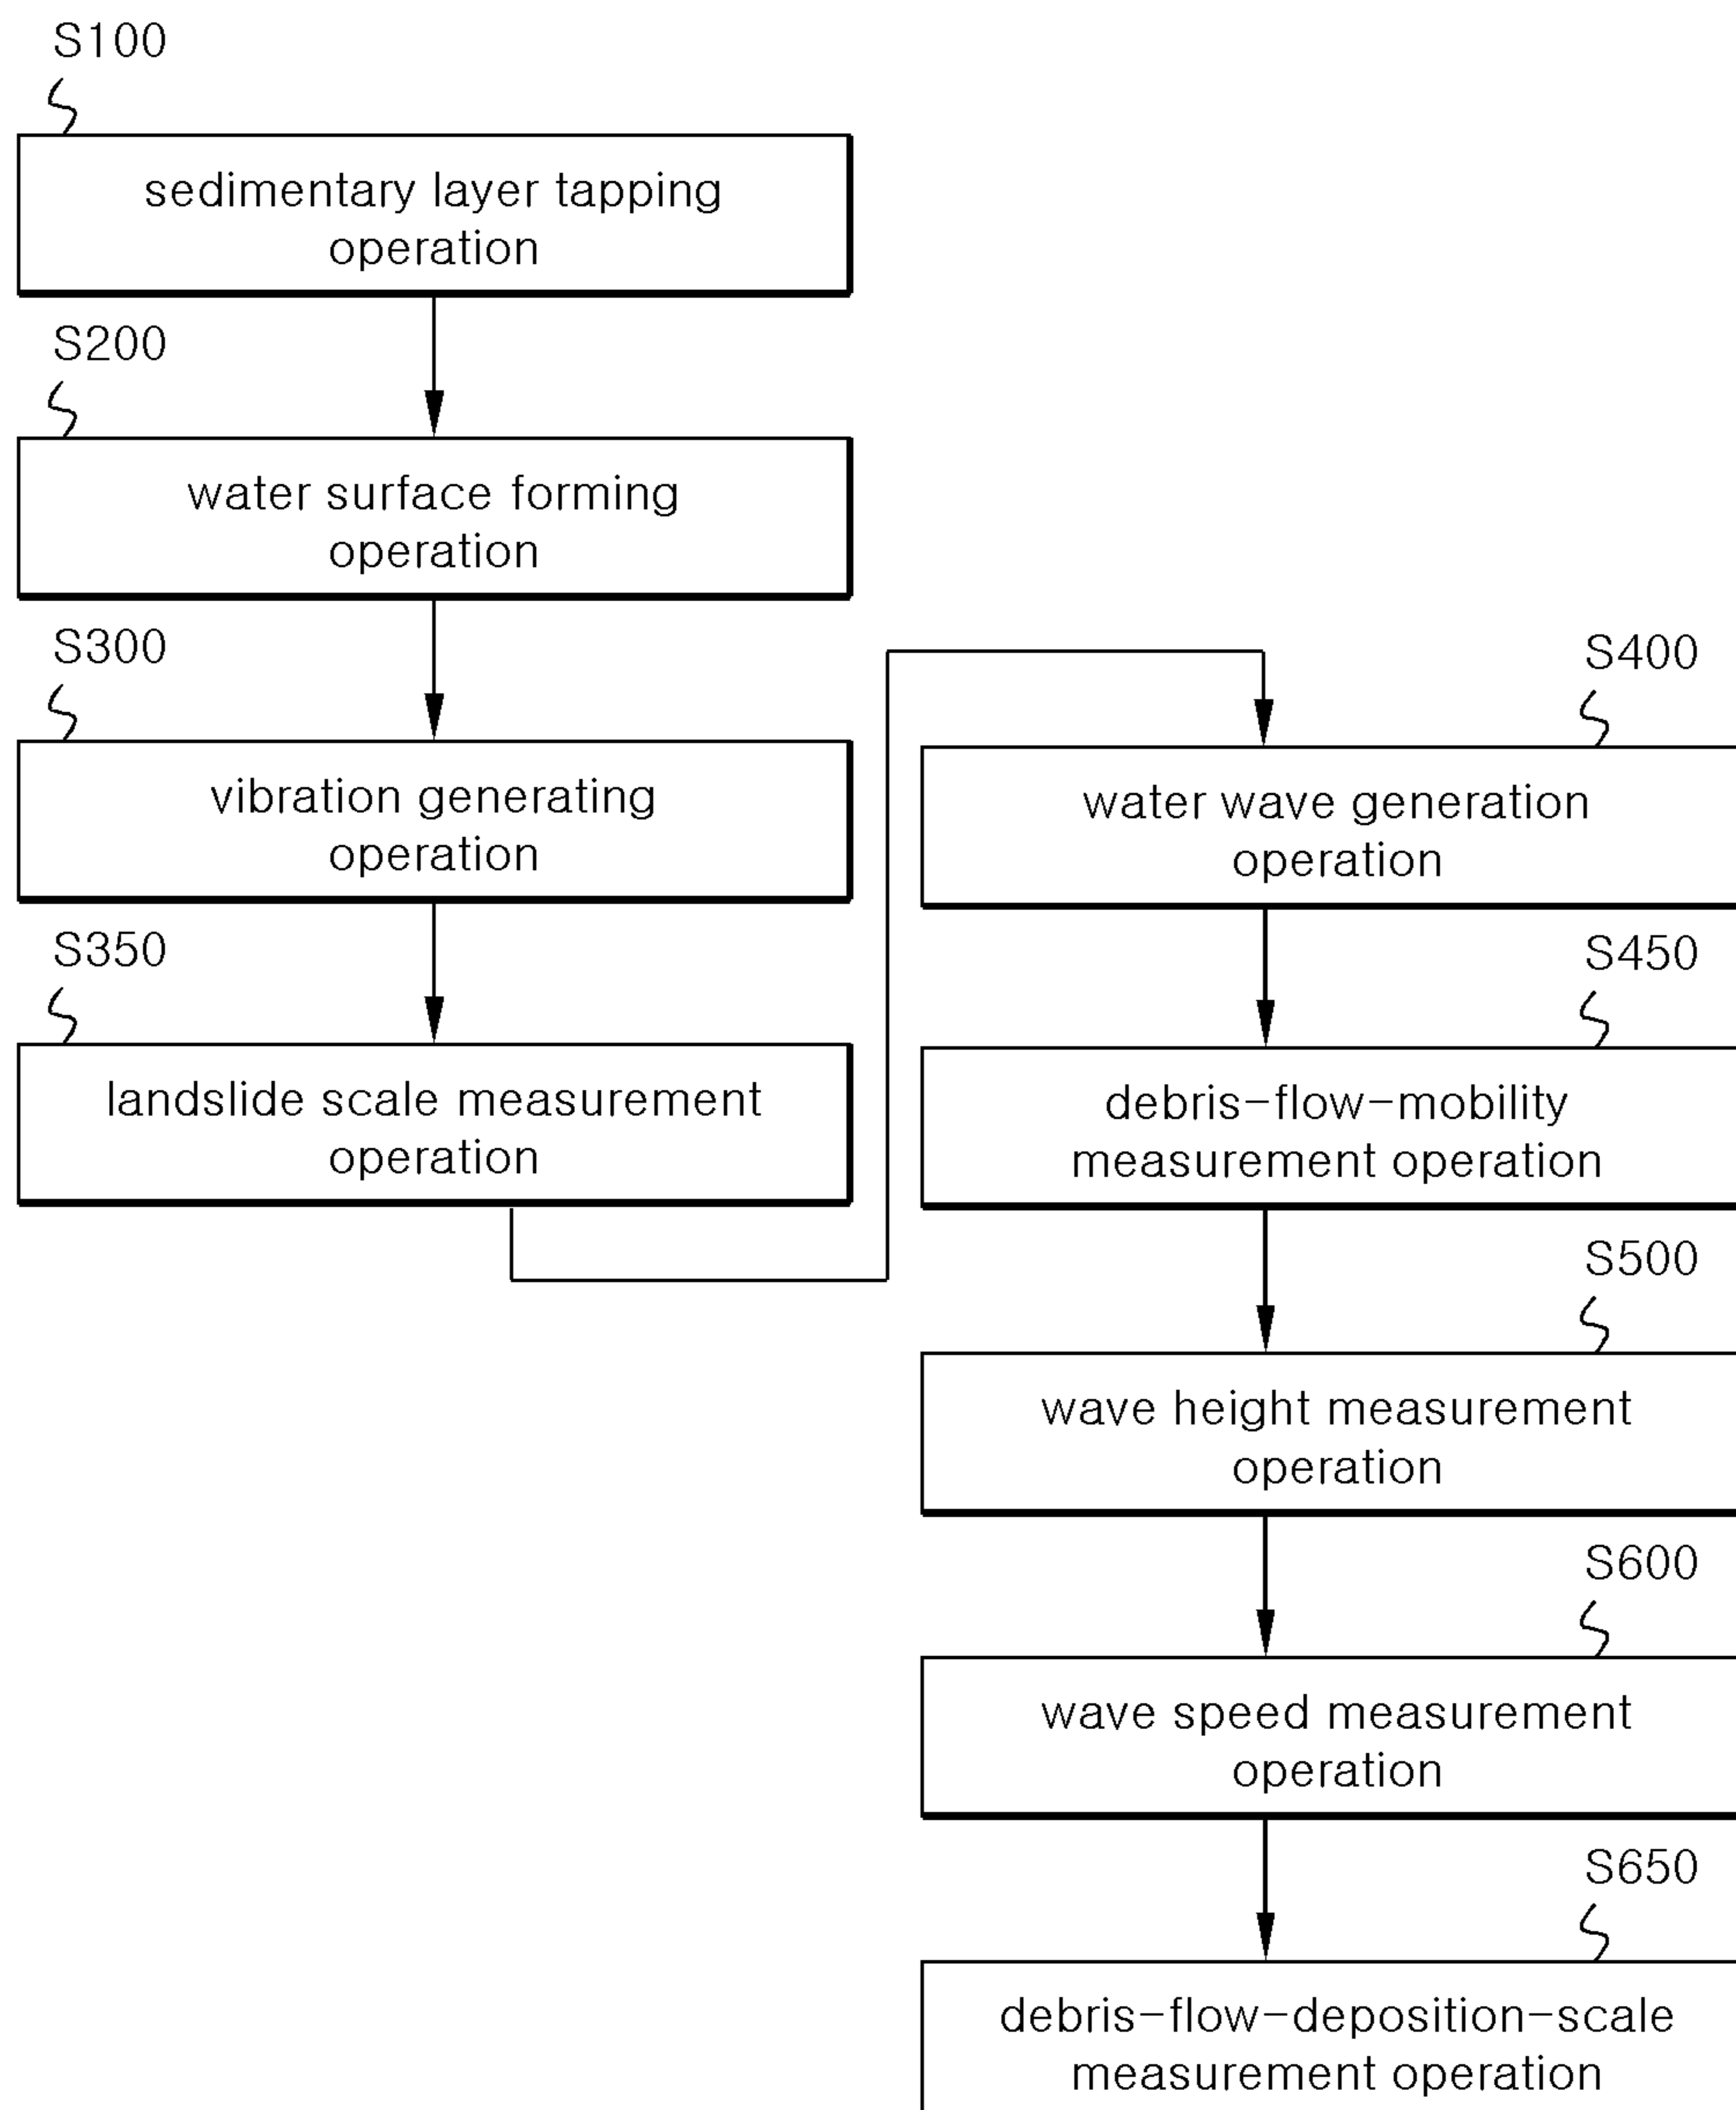 S100
sedimentary layer tapping
operation
S200
water surface forming
operation
S300
vibration generating
operation
S350
landslide scale measurement
operation
S400
water wave generation
operation
S450
debris-flow-mobility
measurement operation
S500
wave height measurement
operation
S600
wave speed measurement
operation
S650
debris-flow-deposition-scale
measurement operation